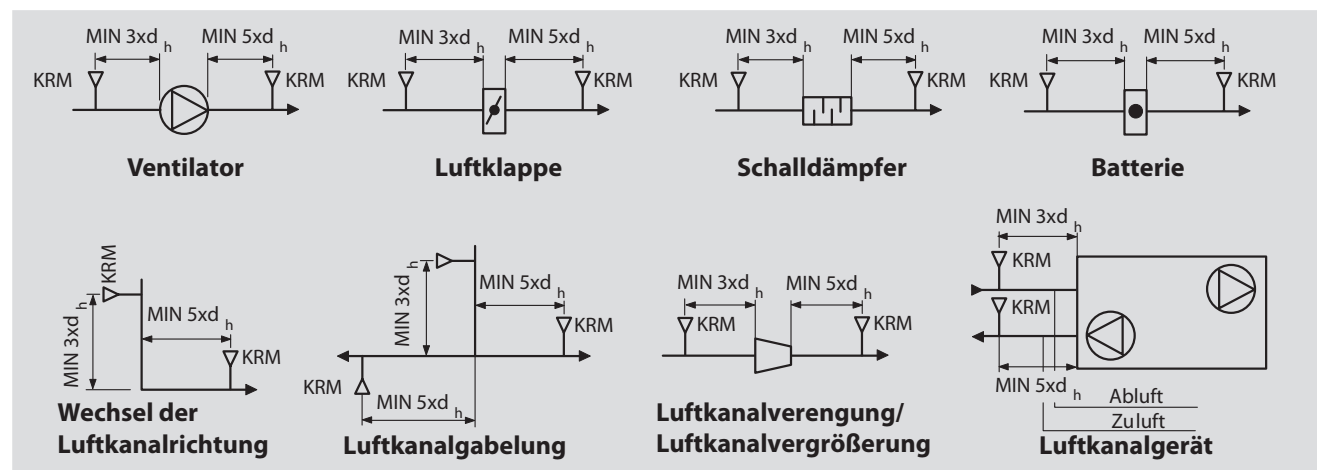 MIN 3xd h MIN 5xd h
KRM KRM
Ventilator
MIN 3xd h MIN 5xd h
KRM KRM
Luftklappe
MIN 3xd h MIN 5xd h
KRM KRM
Schalldämpfer
MIN 3xd h MIN 5xd h
KRM KRM
Batterie
KRM
MIN 3xd h
MIN 5xd h
KRM
Wechsel der
Luftkanalrichtung
MIN 3xd h
MIN 5xd h
KRM
KRM
MIN 5xd h
Luftkanalgabelung
MIN 3xd h MIN 5xd h
KRM KRM
Luftkanalverengung/
Luftkanalvergrößerung
MIN 3xd h
KRM
KRM
MIN 5xd h
Abluft
Zuluft
Luftkanalgerät